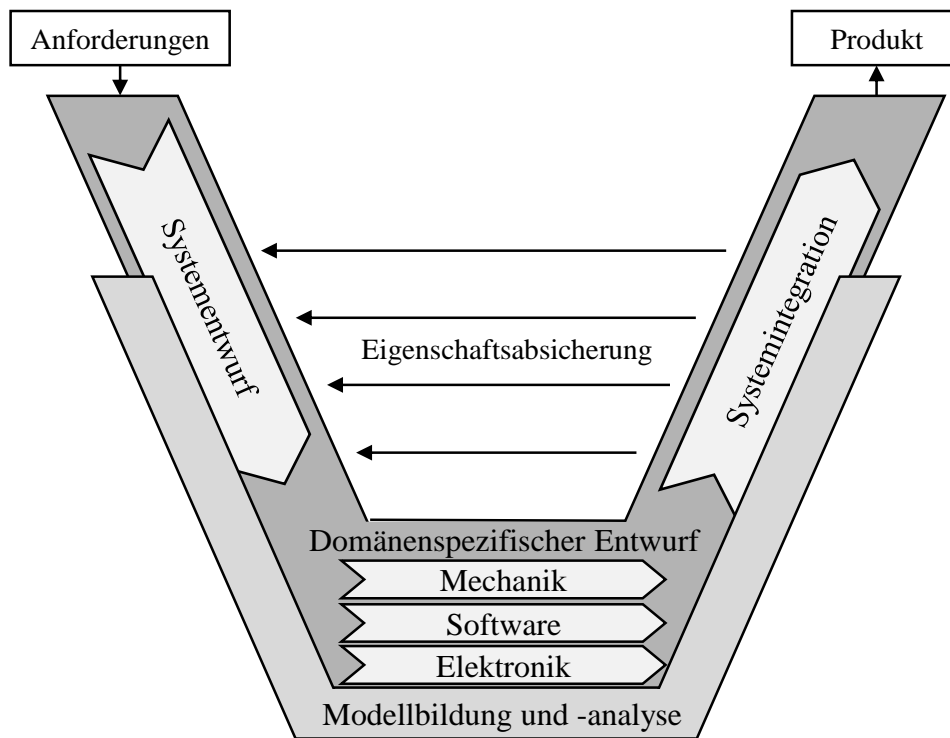 Anforderungen
Produkt
Systementwurf
Systemintegration
Eigenschaftsabsicherung
Domänenspezifischer Entwurf
Mechanik
Software
Elektronik
Modellbildung und -analyse